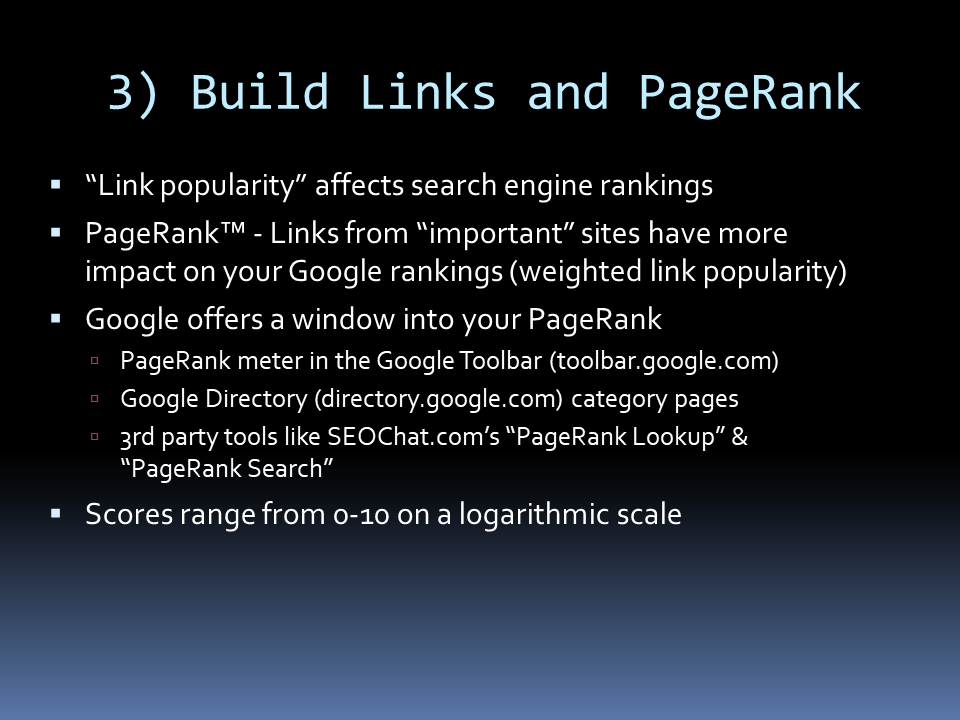 3) Build Links and PageRank
▪ “Link popularity” affects search engine rankings
▪ PageRank™ - Links from “important” sites have more
impact on your Google rankings (weighted link popularity)
▪ Google offers a window into your PageRank
▫ PageRank meter in the Google Toolbar (toolbar.google.com)
▫ Google Directory (directory.google.com) category pages
▫ 3rd party tools like SEOChat.com’s “PageRank Lookup” &
“PageRank Search”
▪ Scores range from 0-10 on a logarithmic scale